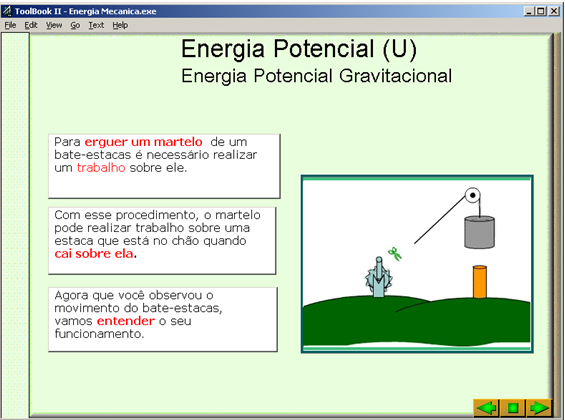 ToolBook II - Energia Mecanica.exe
File Edit View Go Text Help
Energia Potencial (U)
Energia Potencial Gravitacional
Para erguer um martelo de um
bate-estacas é necessário realizar
um trabalho sobre ele.
Com esse procedimento, o martelo
pode realizar trabalho sobre uma
estaca que está no chão quando
cai sobre ela.
Agora que você observou o
movimento do bate-estacas,
vamos entender o seu
funcionamento.